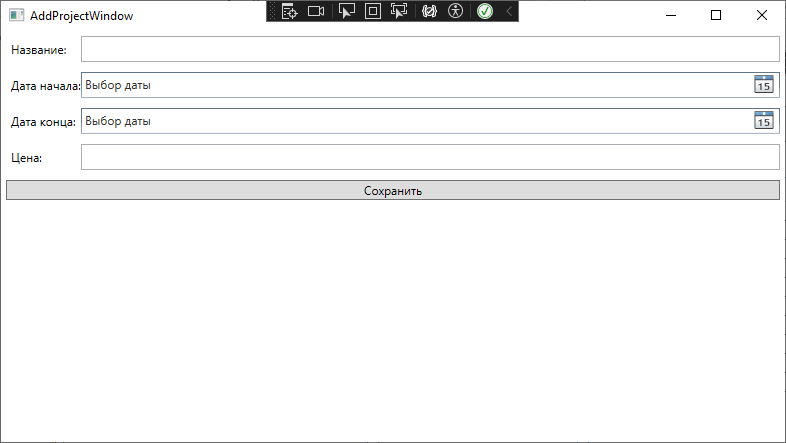 AddProjectWindow
Название:
Дата начала: Выбор даты 15
Дата конца: Выбор даты 15
Цена:
Сохранить